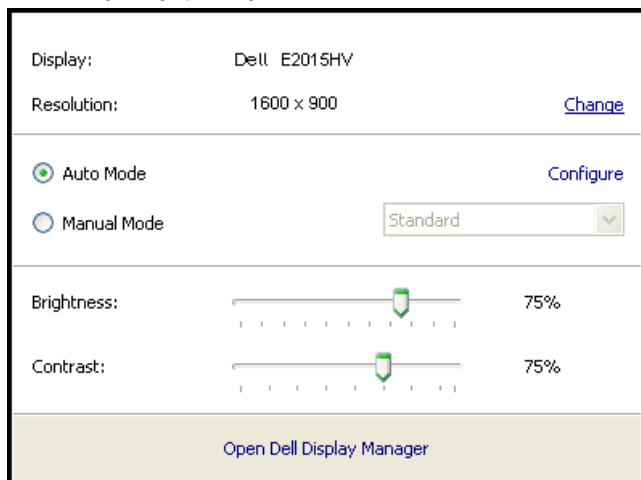 Display: Dell E2015HV
Resolution: 1600 x 900 Change
Auto Mode Configure
Manual Mode Standard
Brightness: 75%
Contrast: 75%
Open Dell Display Manager